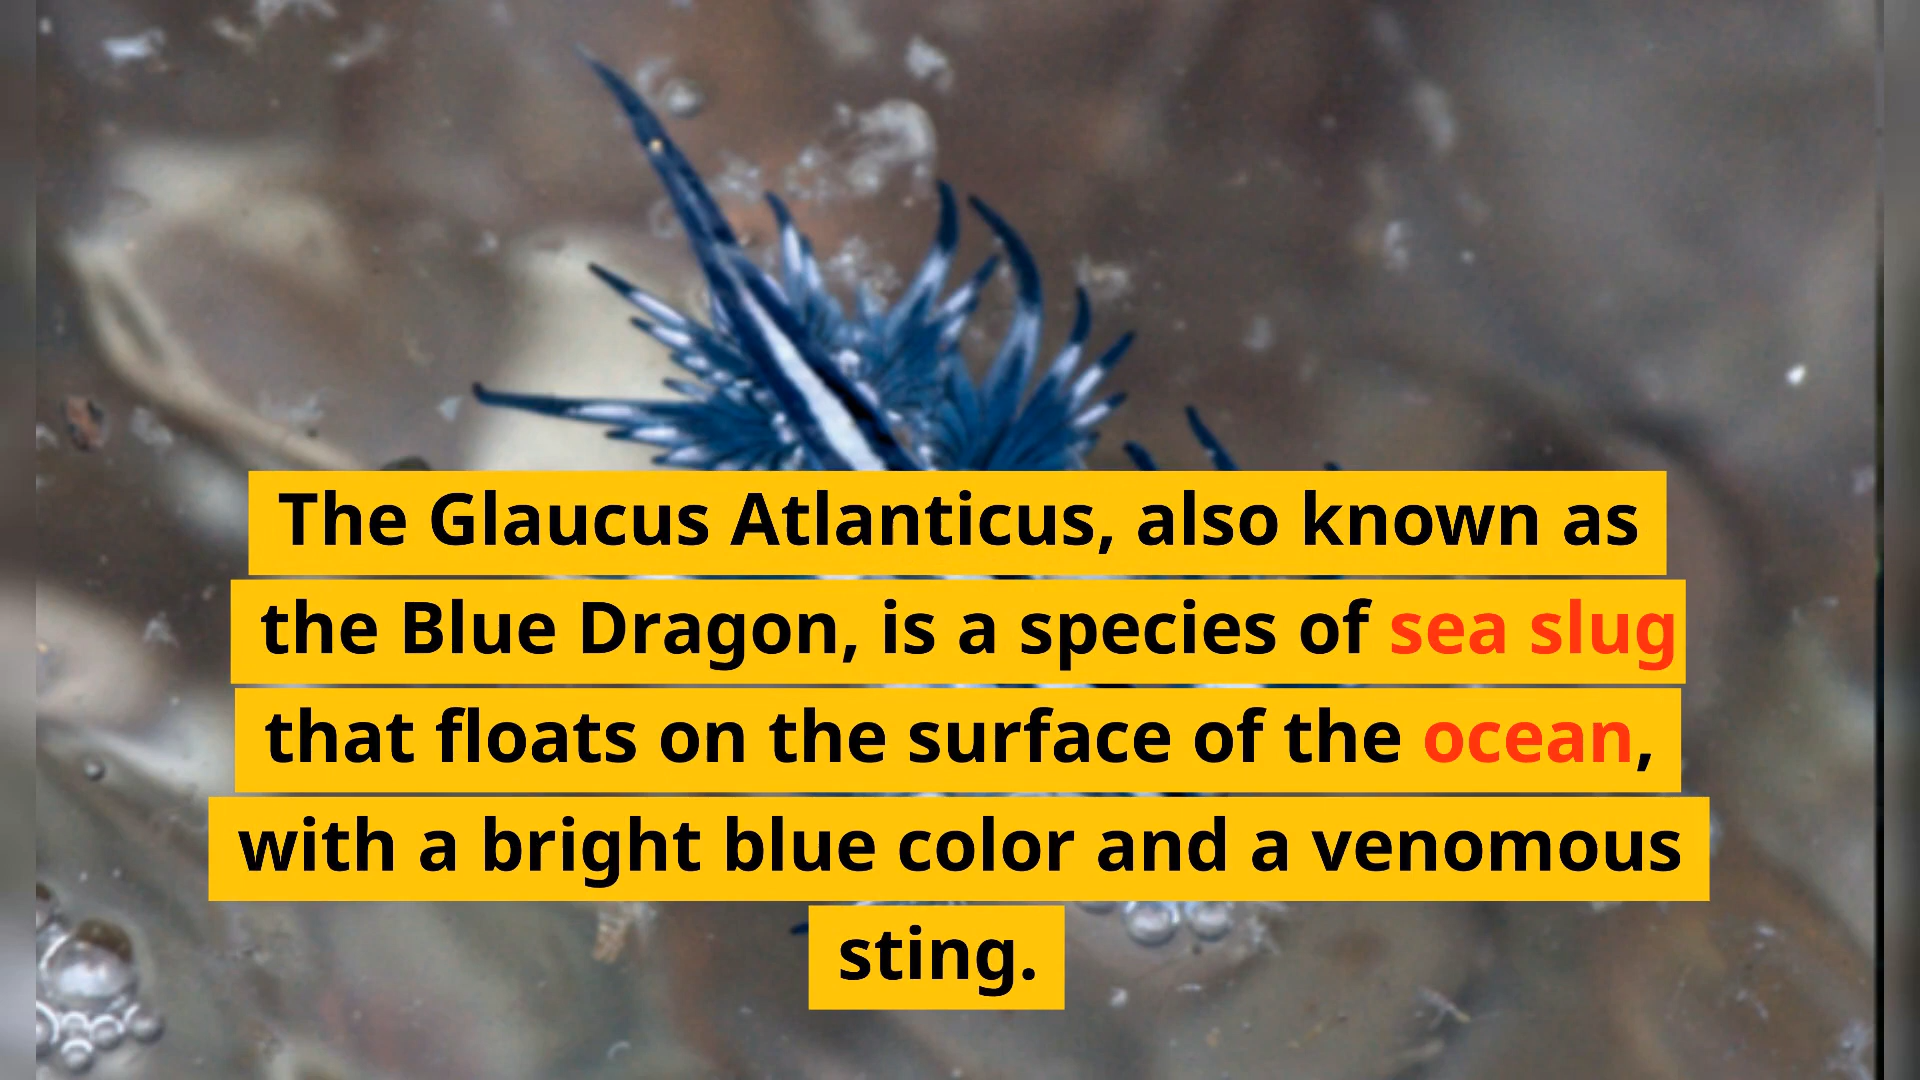 The Glaucus Atlanticus, also known as
the Blue Dragon, is a species of sea slug
that floats on the surface of the ocean,
with a bright blue color and a venomous
sting.